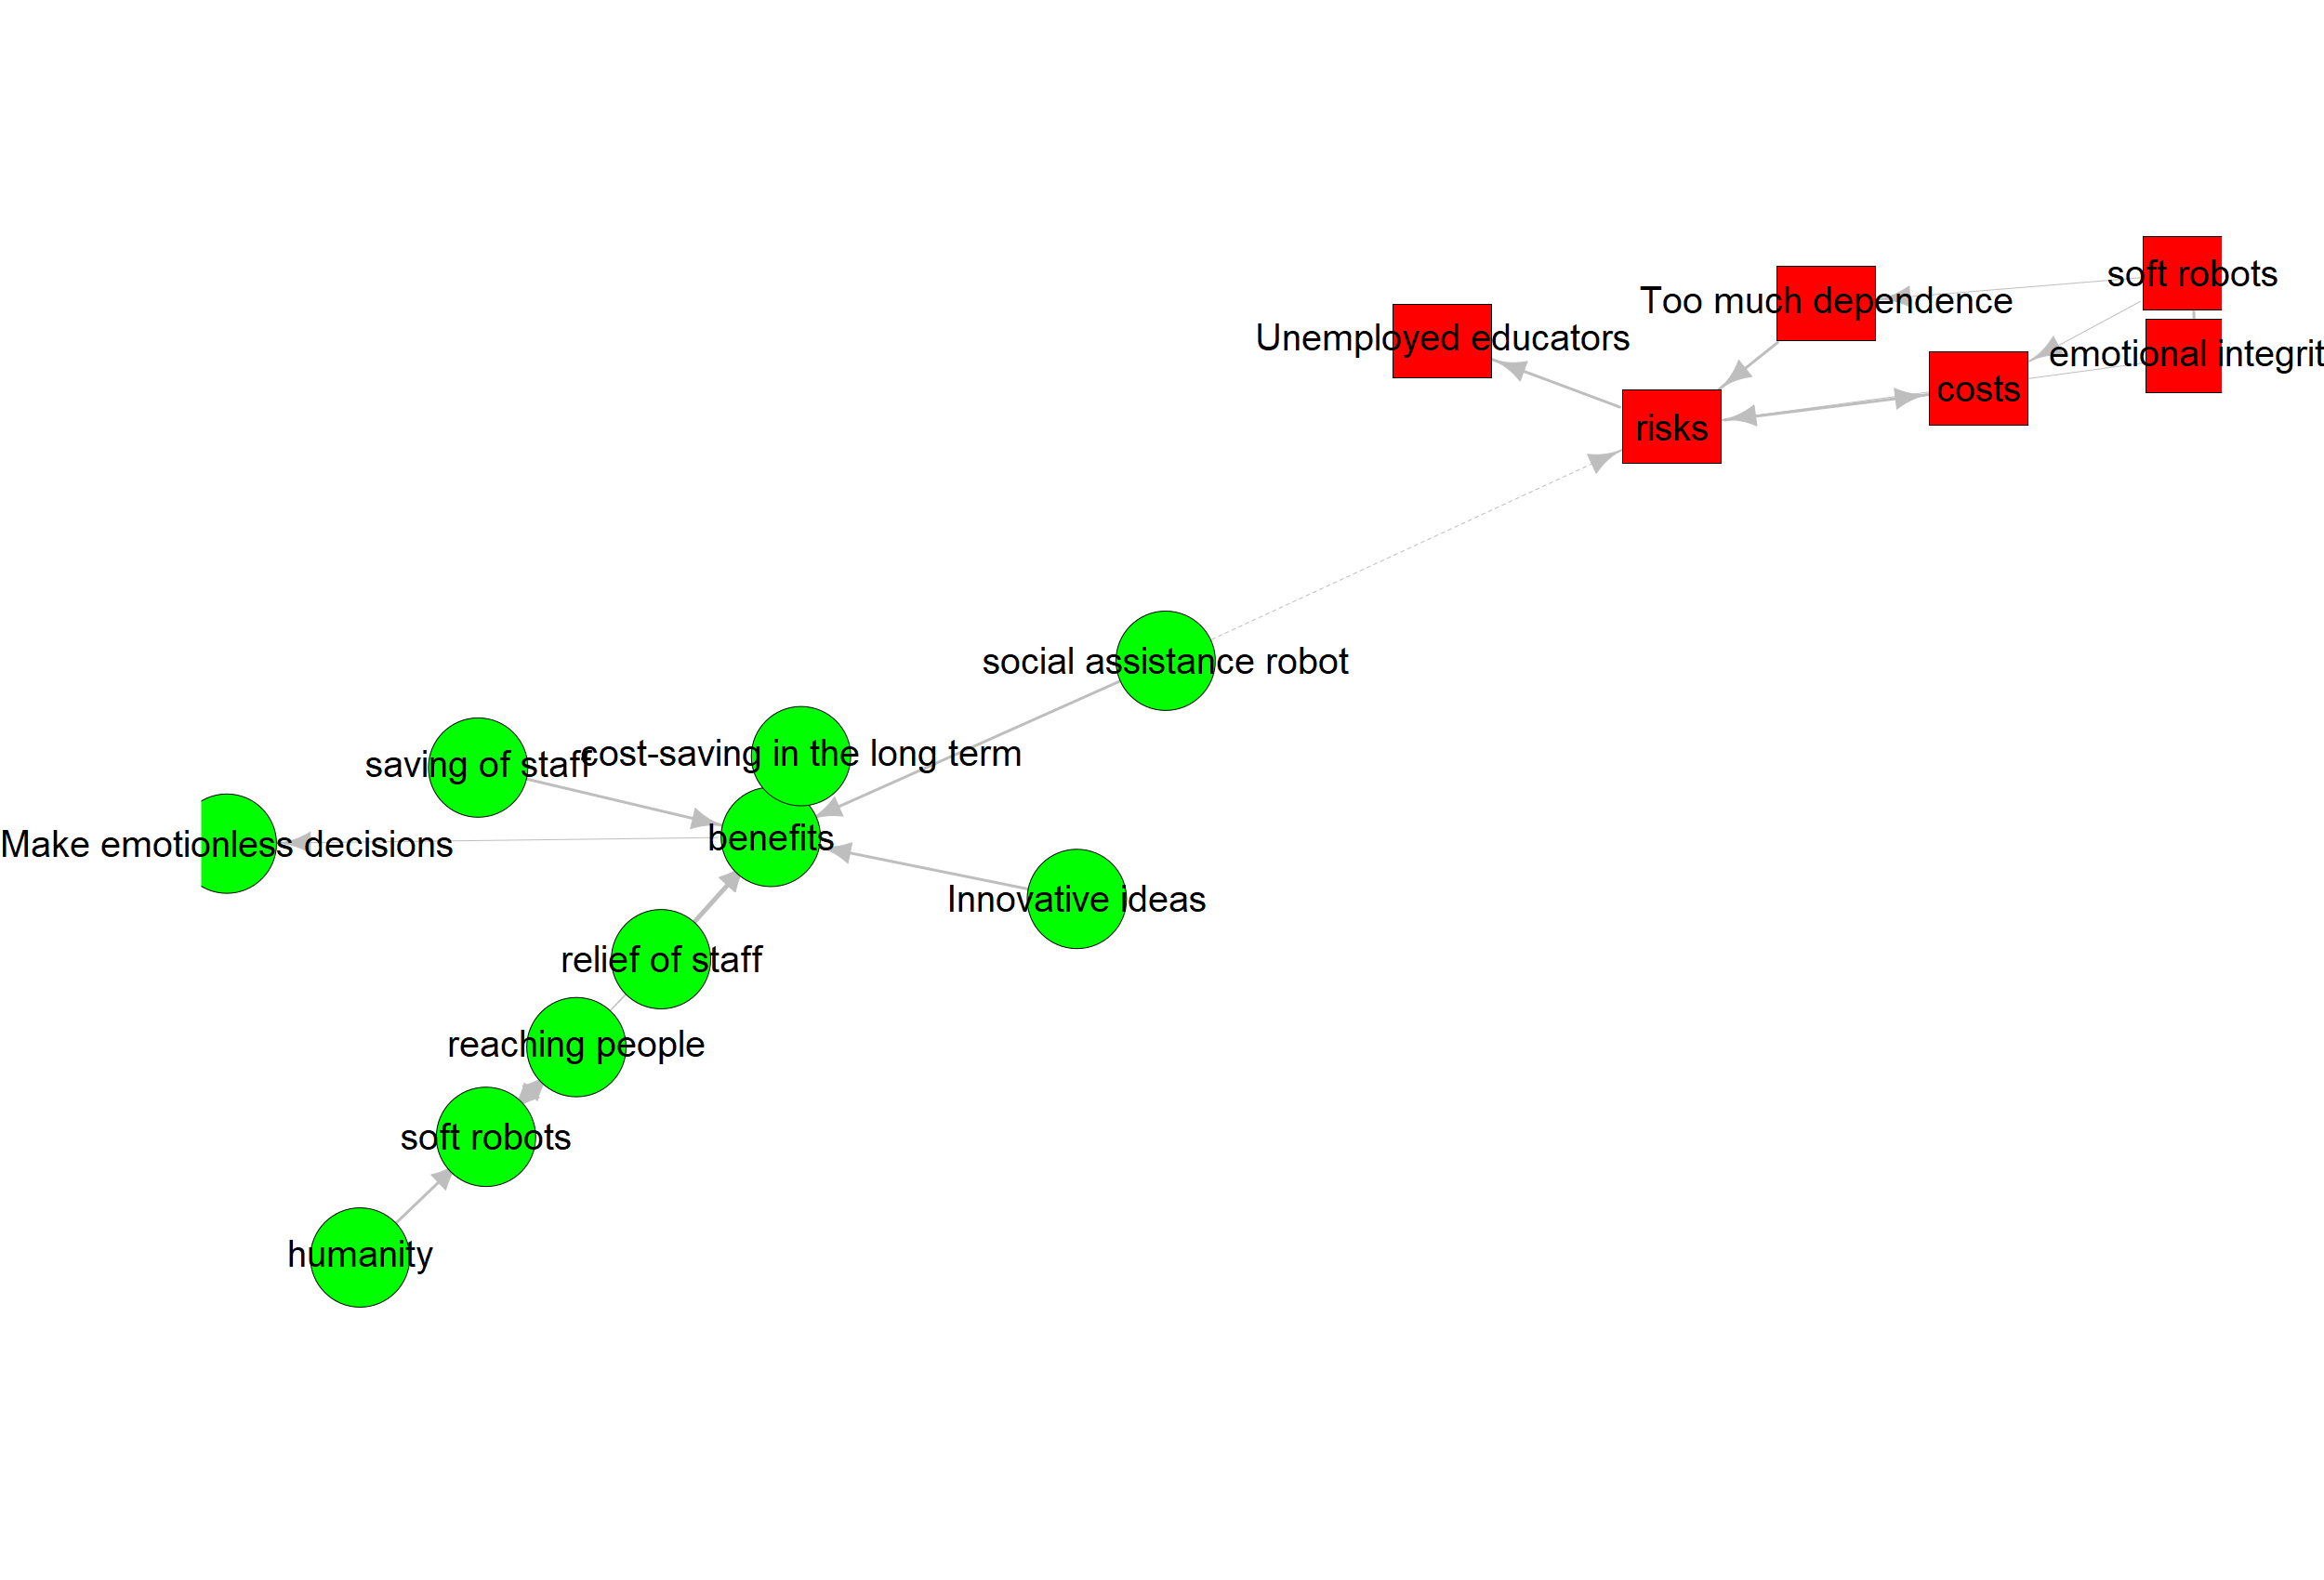 soft robots
Too much dependence
Unemployed educators
emotional integrit
costs
risks
social assistance robot
cost-saving in the long term
saving of staff
benefits
Make emotionless decisions
Innovative ideas
relief of staff
reaching people
soft robots
humanity